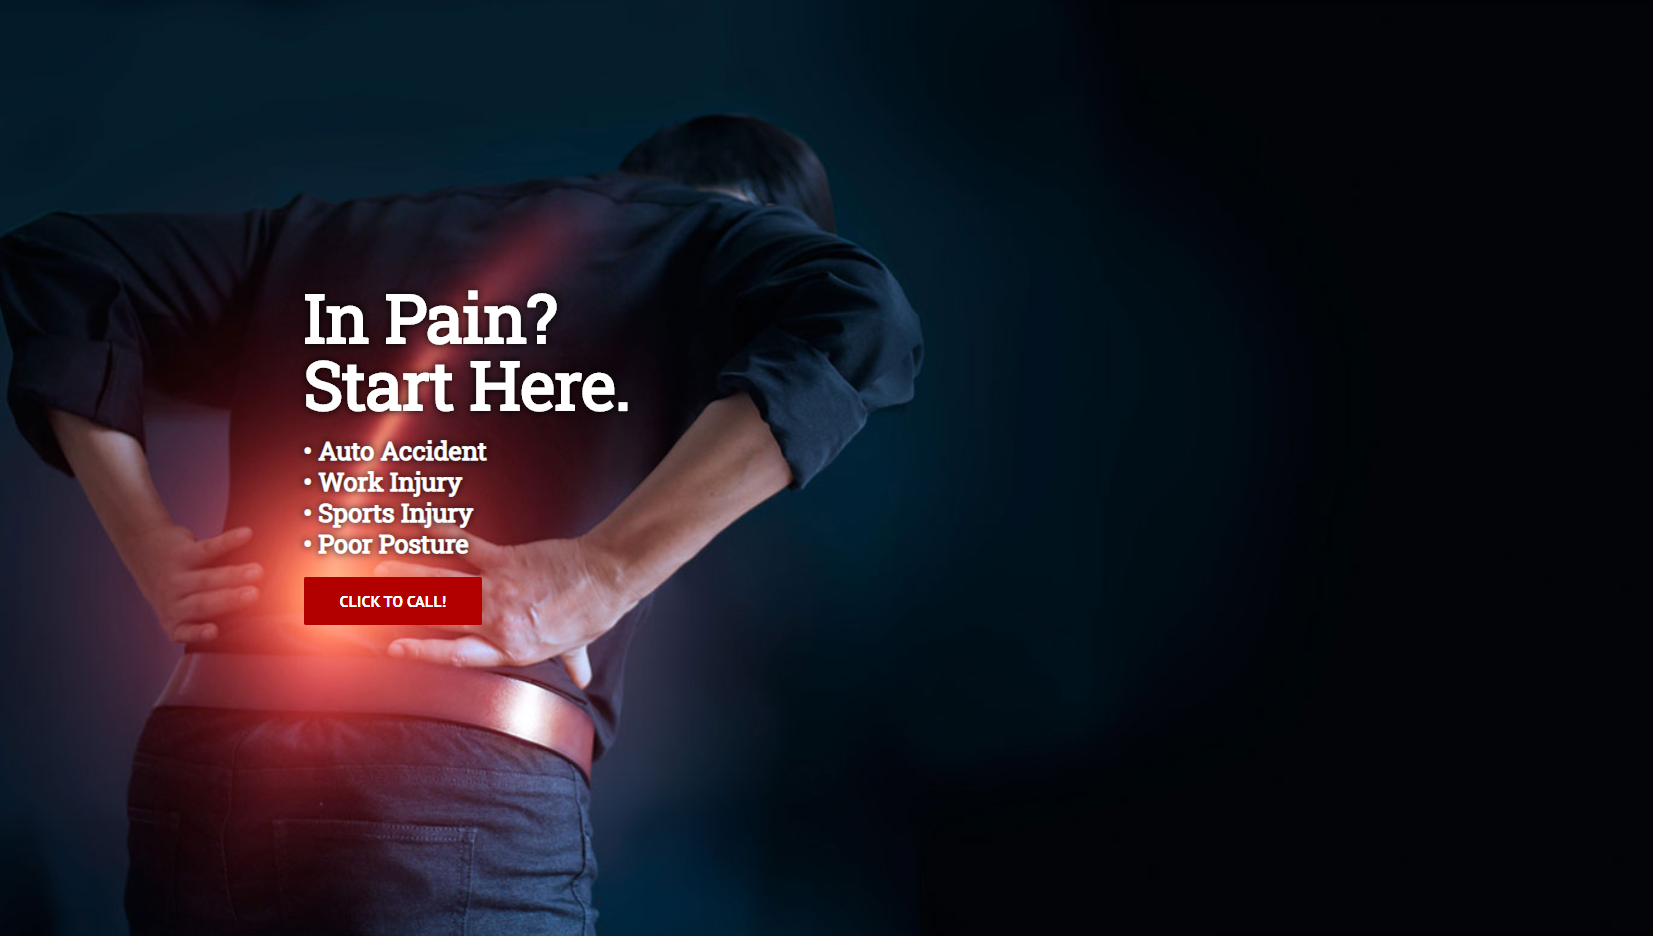 In Pain?
Start Here.
• Auto Accident
• Work Injury
• Sports Injury
• Poor Posture
CLICK TO CALL!